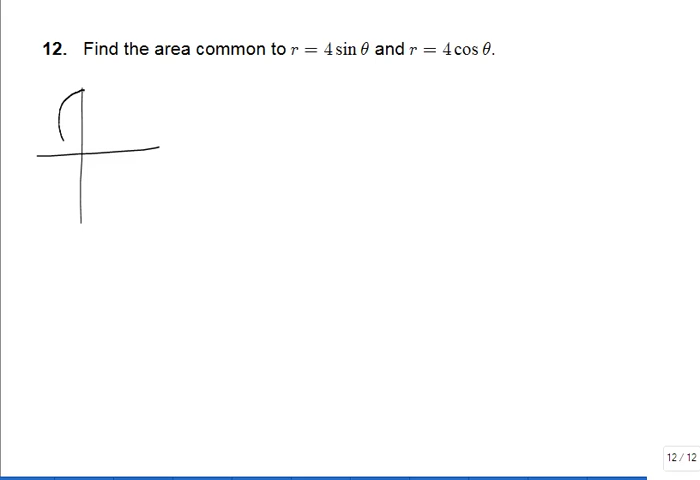 12. Find the area common to r = 4 sin θ and r = 4 cos θ.
12 / 12